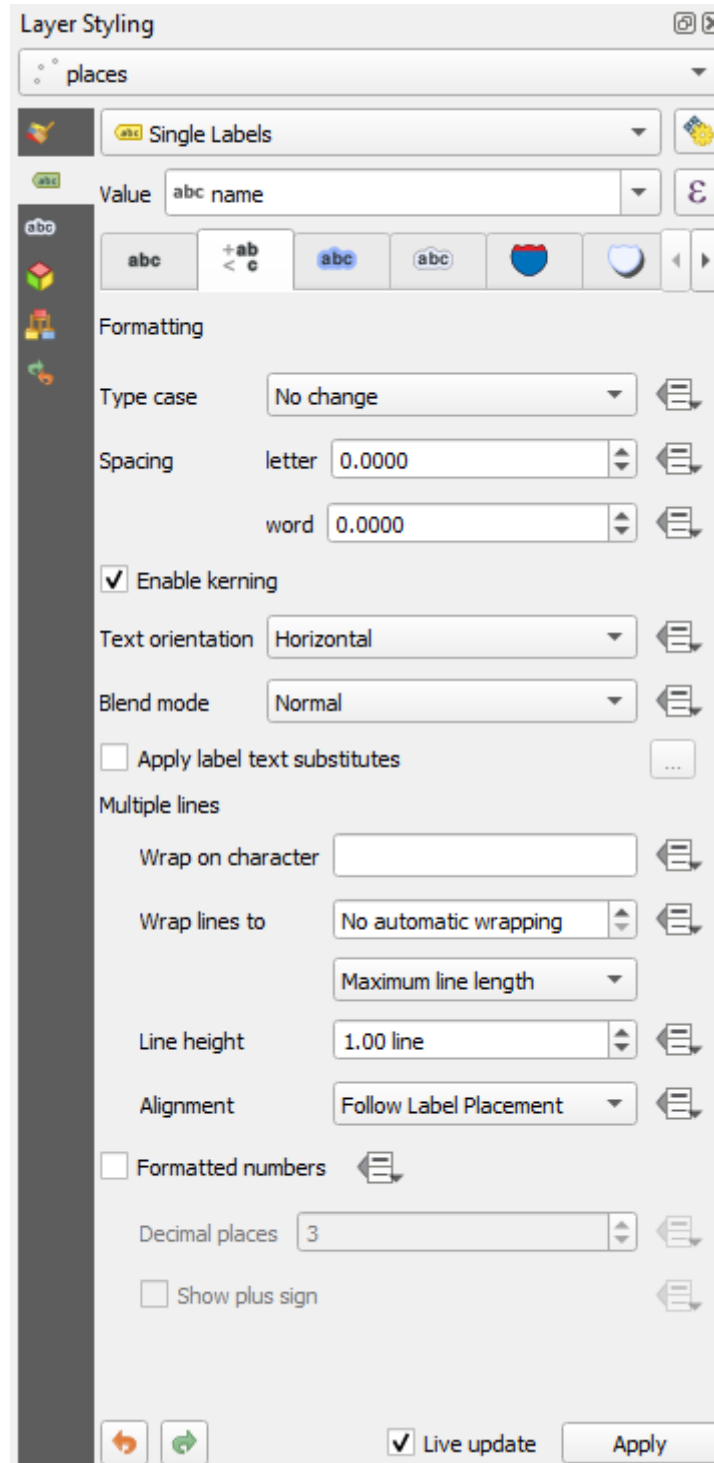 Layer Styling
places
abc Single Labels
Value abc name ε
abc +ab < c abc abc
Formatting
Type case No change
Spacing letter 0.0000
word 0.0000
Enable kerning
Text orientation Horizontal
Blend mode Normal
Apply label text substitutes ...
Multiple lines
Wrap on character
Wrap lines to No automatic wrapping
Maximum line length
Line height 1.00 line
Alignment Follow Label Placement
Formatted numbers
Decimal places 3
Show plus sign
Live update Apply